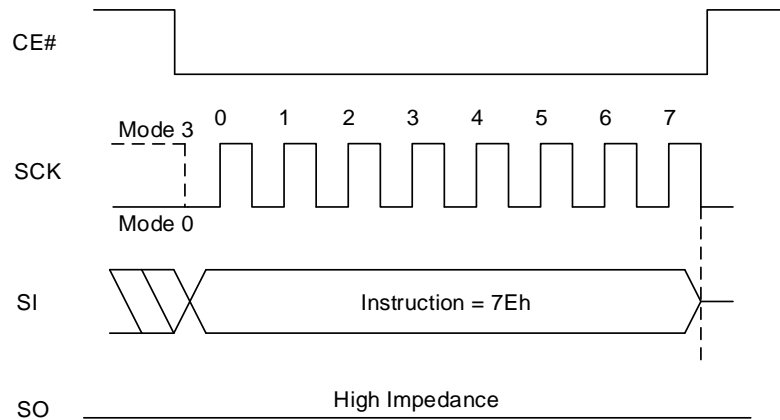 CE#
0 1 2 3 4 5 6 7
Mode 3
SCK
Mode 0
SI
Instruction = 7Eh
High Impedance
SO